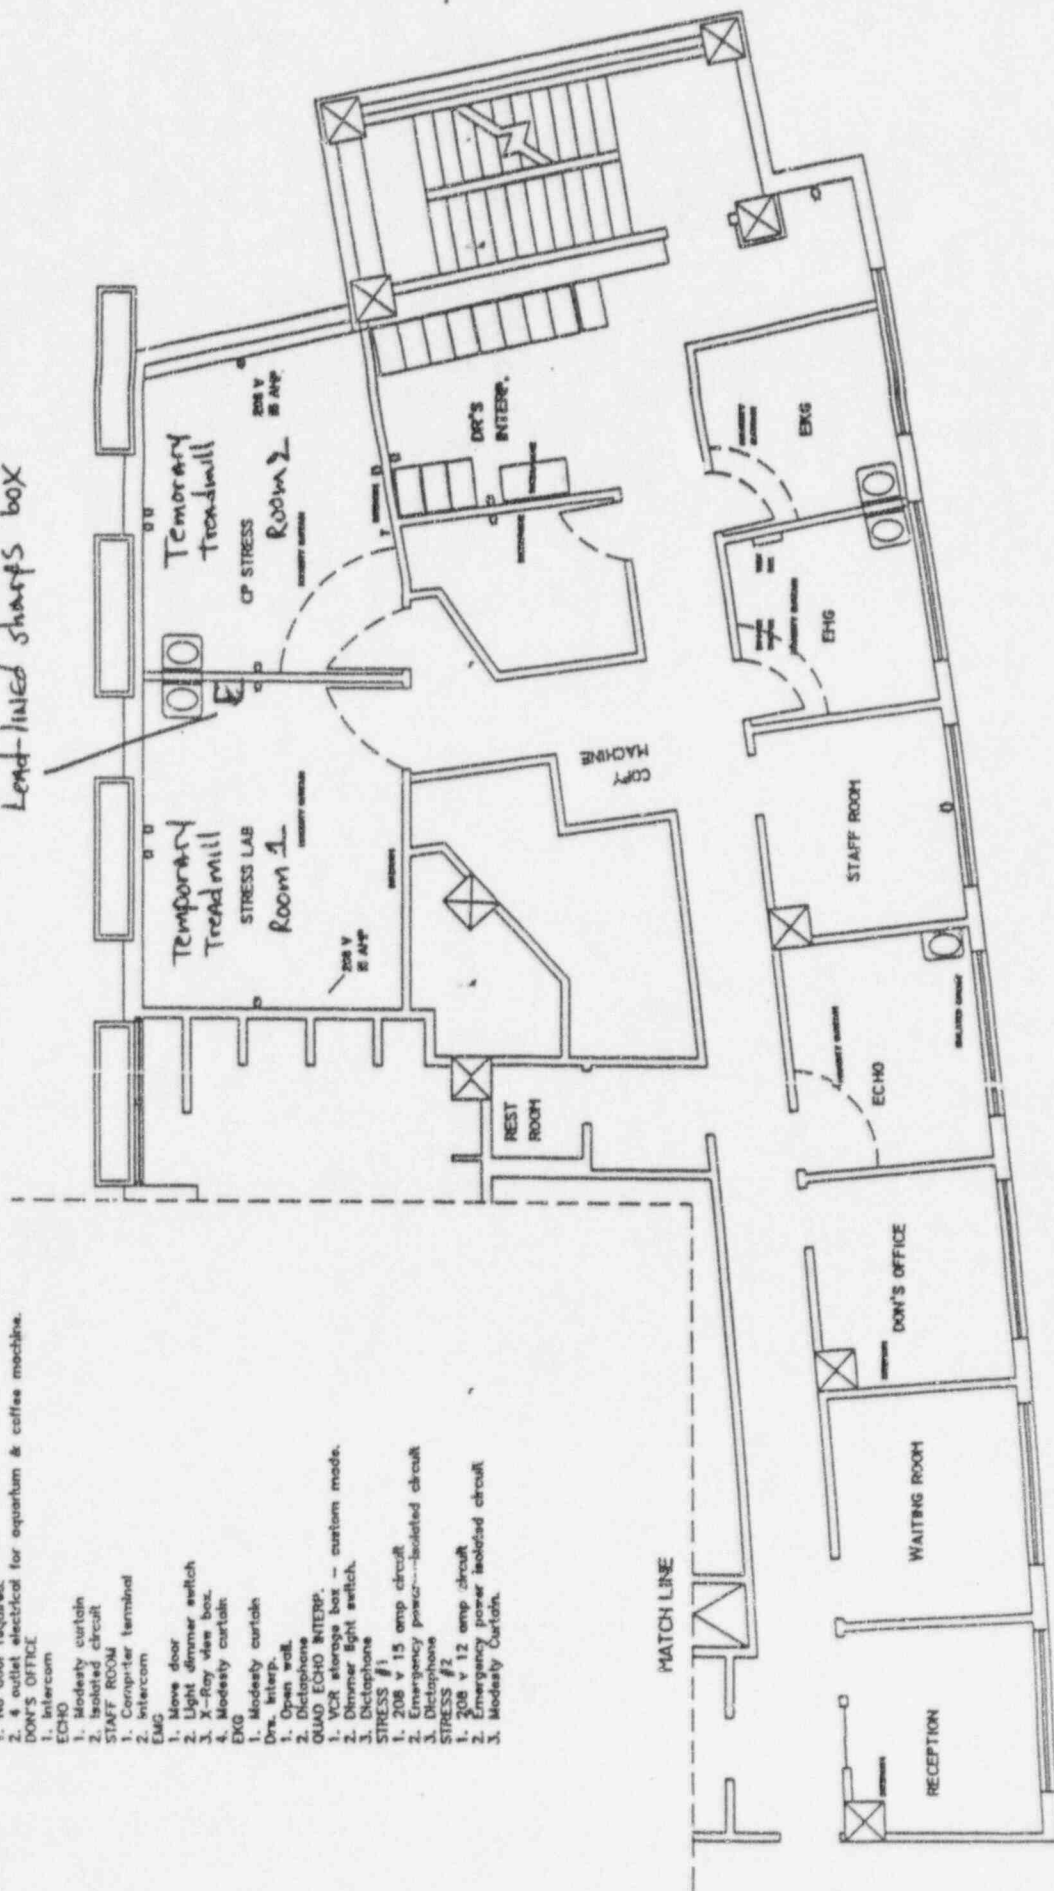 Lead-lined sharps box
2. 4 outlet electrical for aquarium & coffee machine.
DON'S OFFICE
1. Intercom
ECHO
1. Modesty curtain
2. Isolated circuit
STAFF ROOM
1. Computer terminal
2. Intercom
EMG
1. Move door
2. Light dimmer switch
3. X-Ray view box.
4. Modesty curtain
EKG
1. Modesty curtain
Drs. Interp.
1. Open wall.
2. Dictaphone
QUAD ECHO INTERP.
1. VCR storage box - custom made.
2. Dimmer light switch.
3. Dictaphone
STRESS #1
1. 208 v 15 amp circuit
2. Emergency power--isolated circuit
3. Dictaphone
STRESS #2
1. 208 v 12 amp circuit
2. Emergency power isolated circuit
3. Modesty Curtain.
Temporary
Treadmill
STRESS LAB
Room 1
208 V
15 AMP
Temorary
Treadmill
CP STRESS
Room 2
208 V
15 AMP
DR'S
INTERP.
REST
ROOM
COPY
MACHINE
EKG
EMG
STAFF ROOM
ECHO
DON'S OFFICE
WAITING ROOM
RECEPTION
MATCH LINE